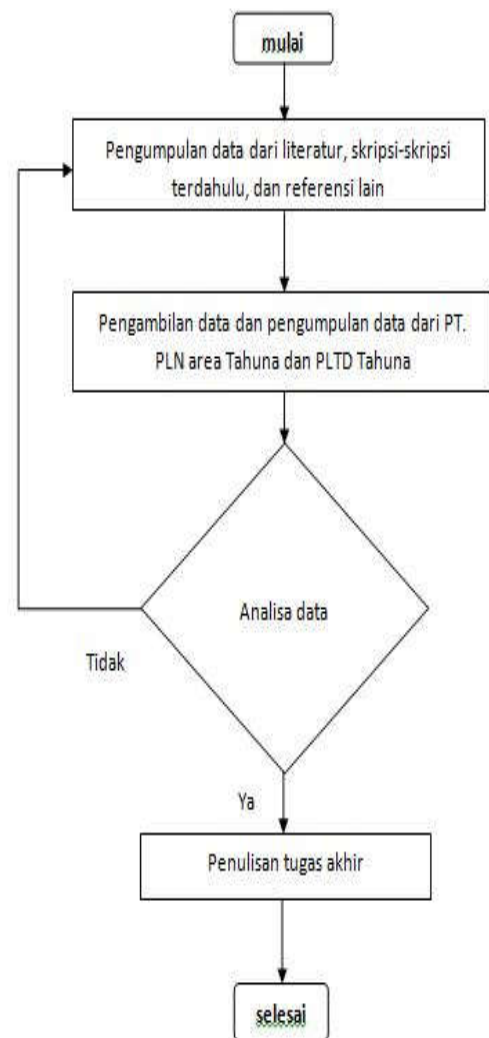 mulai
Pengumpulan data dari literatur, skripsi-skripsi
terdahulu, dan referensi lain
Pengambilan data dan pengumpulan data dari PT.
PLN area Tahuna dan PLTD Tahuna
Analisa data
Tidak
Ya
Penulisan tugas akhir
selesai